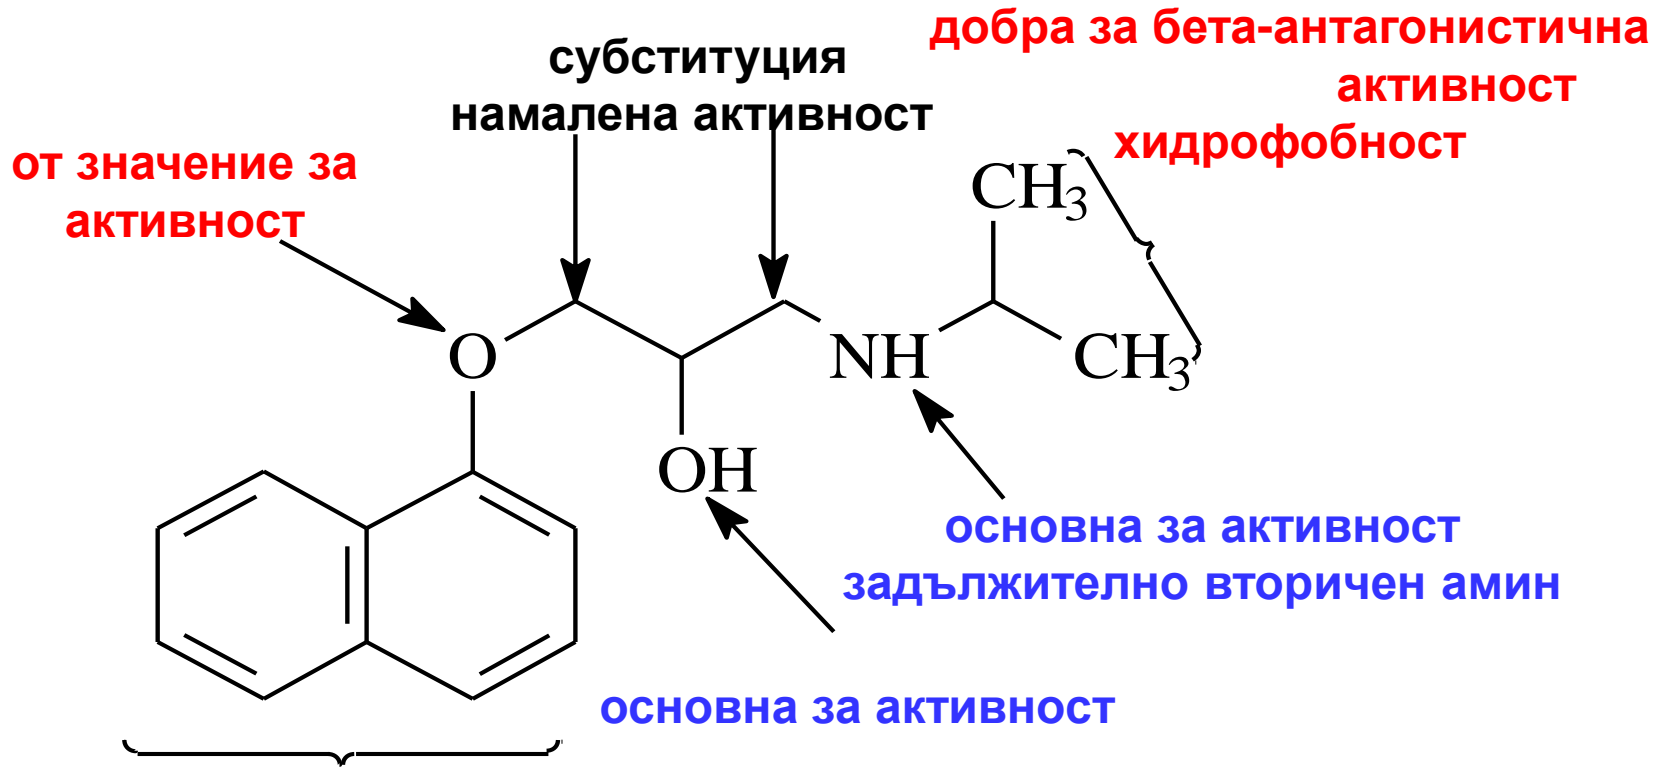 добра за бета-антагонистична
активност
хидрофобност
субституция
намалена активност
от значение за
активност
CH3
O
NH
CH3
OH
основна за активност
задължително вторичен амин
основна за активност